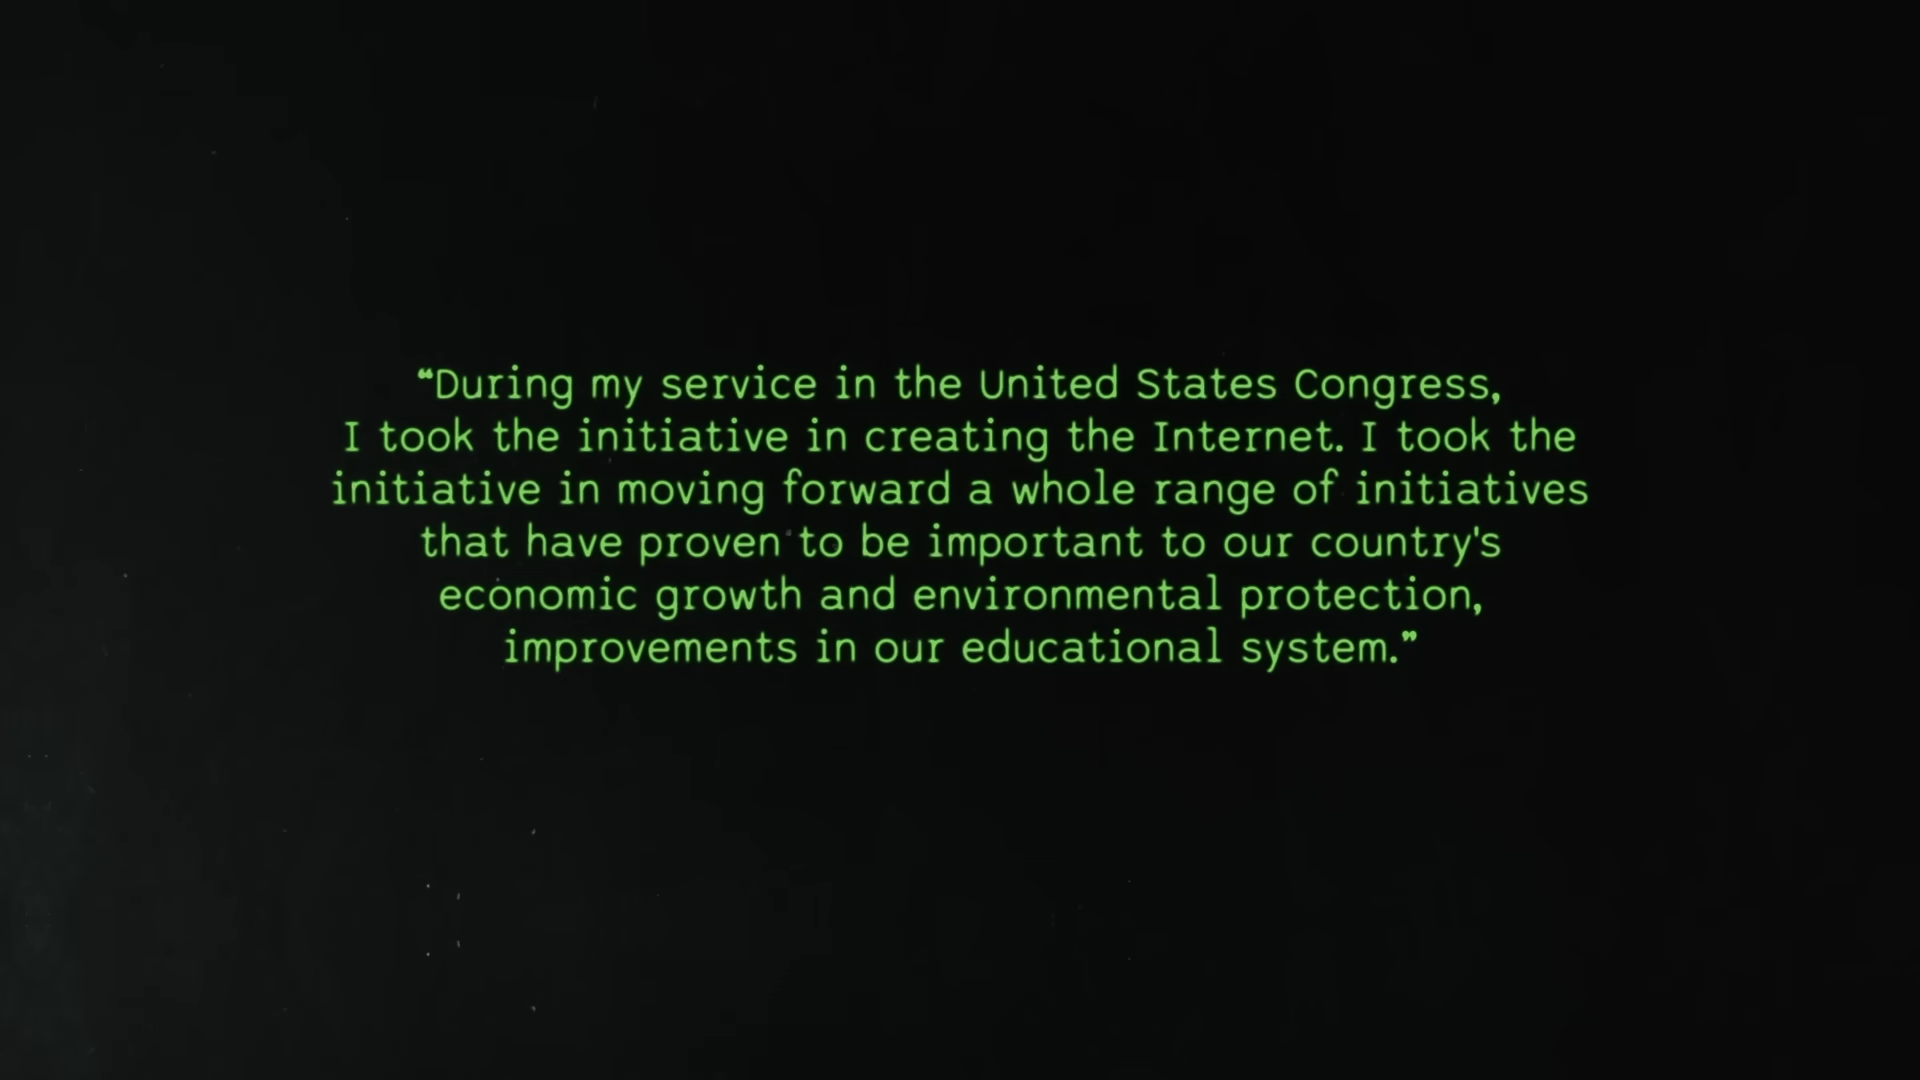 “During my service in the United States Congress,
I took the initiative in creating the Internet. I took the
initiative in moving forward a whole range of initiatives
that have proven to be important to our country's
economic growth and environmental protection,
improvements in our educational system.”